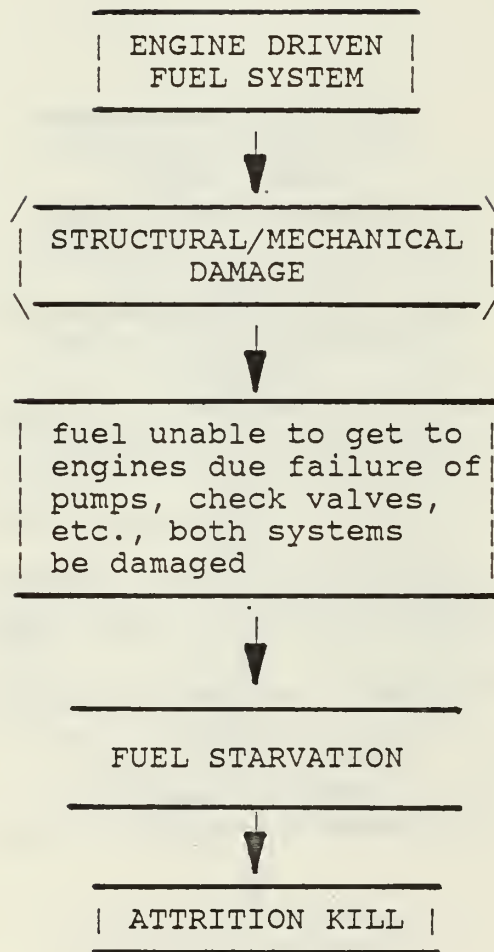 ENGINE DRIVEN
FUEL SYSTEM
STRUCTURAL/MECHANICAL
DAMAGE
fuel unable to get to
engines due failure of
pumps, check valves,
etc., both systems
be damaged
FUEL STARVATION
ATTRITION KILL